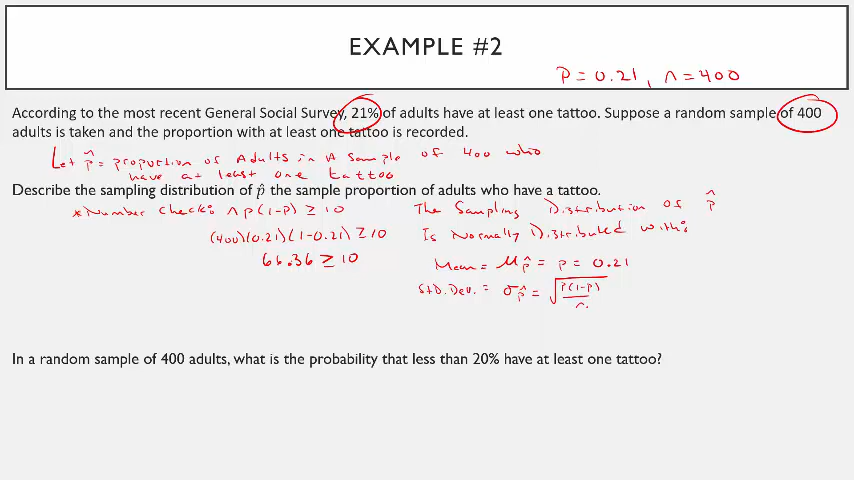 EXAMPLE #2
P = 0.21, n = 400
According to the most recent General Social Survey, 21% of adults have at least one tattoo. Suppose a random sample of 400
adults is taken and the proportion with at least one tattoo is recorded.
Let p̂ = proportion of Adults in A Sample of 400 who
have at least one tattoo
Describe the sampling distribution of p̂ the sample proportion of adults who have a tattoo.
*Number Check: np(1-p) ≥ 10
(400)(0.21)(1-0.21) ≥ 10
66.36 ≥ 10
The Sampling Distribution of p̂
Is Normally Distributed with:
Mean = μp̂ = p = 0.21
Std.Dev. = σp̂ = √(p(1-p)/n)
In a random sample of 400 adults, what is the probability that less than 20% have at least one tattoo?